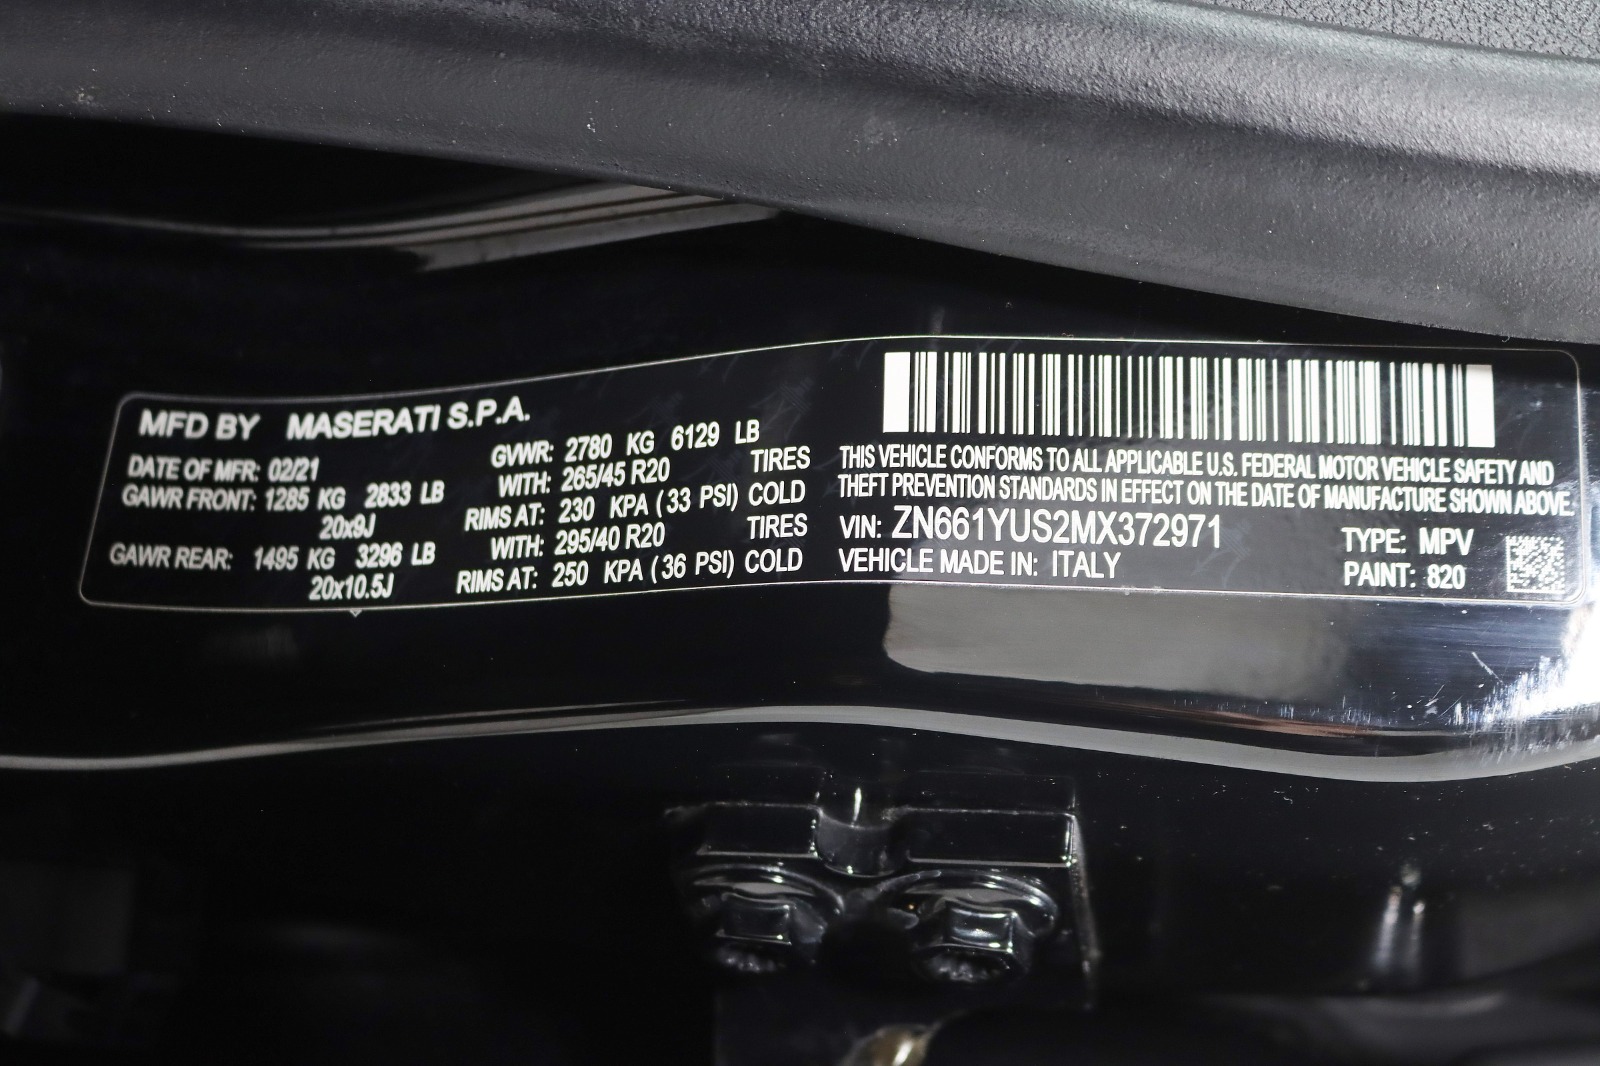 MFD BY MASERATI S.P.A.
DATE OF MFR: 02/21
GAWR FRONT: 1285 KG 2833 LB
20x9J
GAWR REAR: 1495 KG 3296 LB
20x10.5J
GVWR: 2780 KG 6129 LB
WITH: 265/45 R20 TIRES
RIMS AT: 230 KPA ( 33 PSI) COLD
WITH: 295/40 R20 TIRES
RIMS AT: 250 KPA ( 36 PSI) COLD
THIS VEHICLE CONFORMS TO ALL APPLICABLE U.S. FEDERAL MOTOR VEHICLE SAFETY AND
THEFT PREVENTION STANDARDS IN EFFECT ON THE DATE OF MANUFACTURE SHOWN ABOVE.
VIN: ZN661YUS2MX372971
VEHICLE MADE IN: ITALY
TYPE: MPV
PAINT: 820